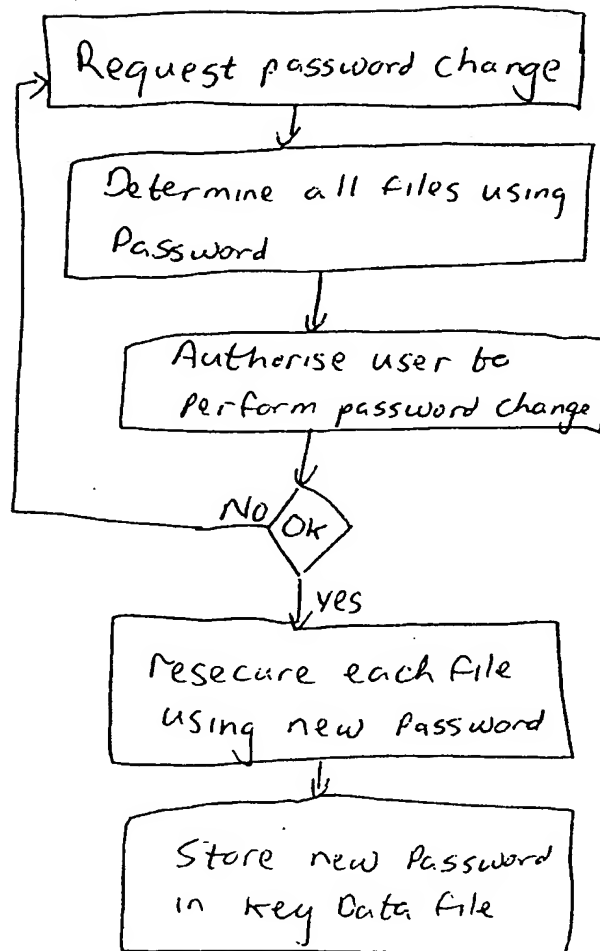 Request password change
Determine all files using
Password
Authorise user to
Perform password change
No
OK
yes
resecure each file
using new Password
Store new Password
in Key Data file